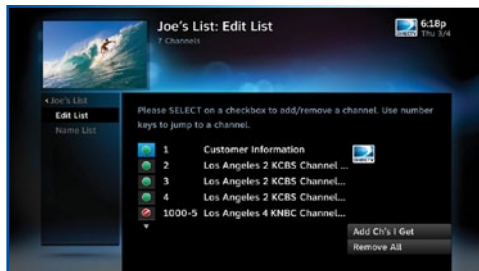 Joe's List: Edit List
7 Channels
DIRECTV
6:18p
Thu 3/4
Joe's List
Edit List
Name List
Please SELECT on a checkbox to add/remove a channel. Use number
keys to jump to a channel.
1 Customer Information DIRECTV
2 Los Angeles 2 KCBS Channel ...
3 Los Angeles 2 KCBS Channel...
4 Los Angeles 2 KCBS Channel...
1000-5 Los Angeles 4 KNBC Channel...
Add Ch's I Get
Remove All